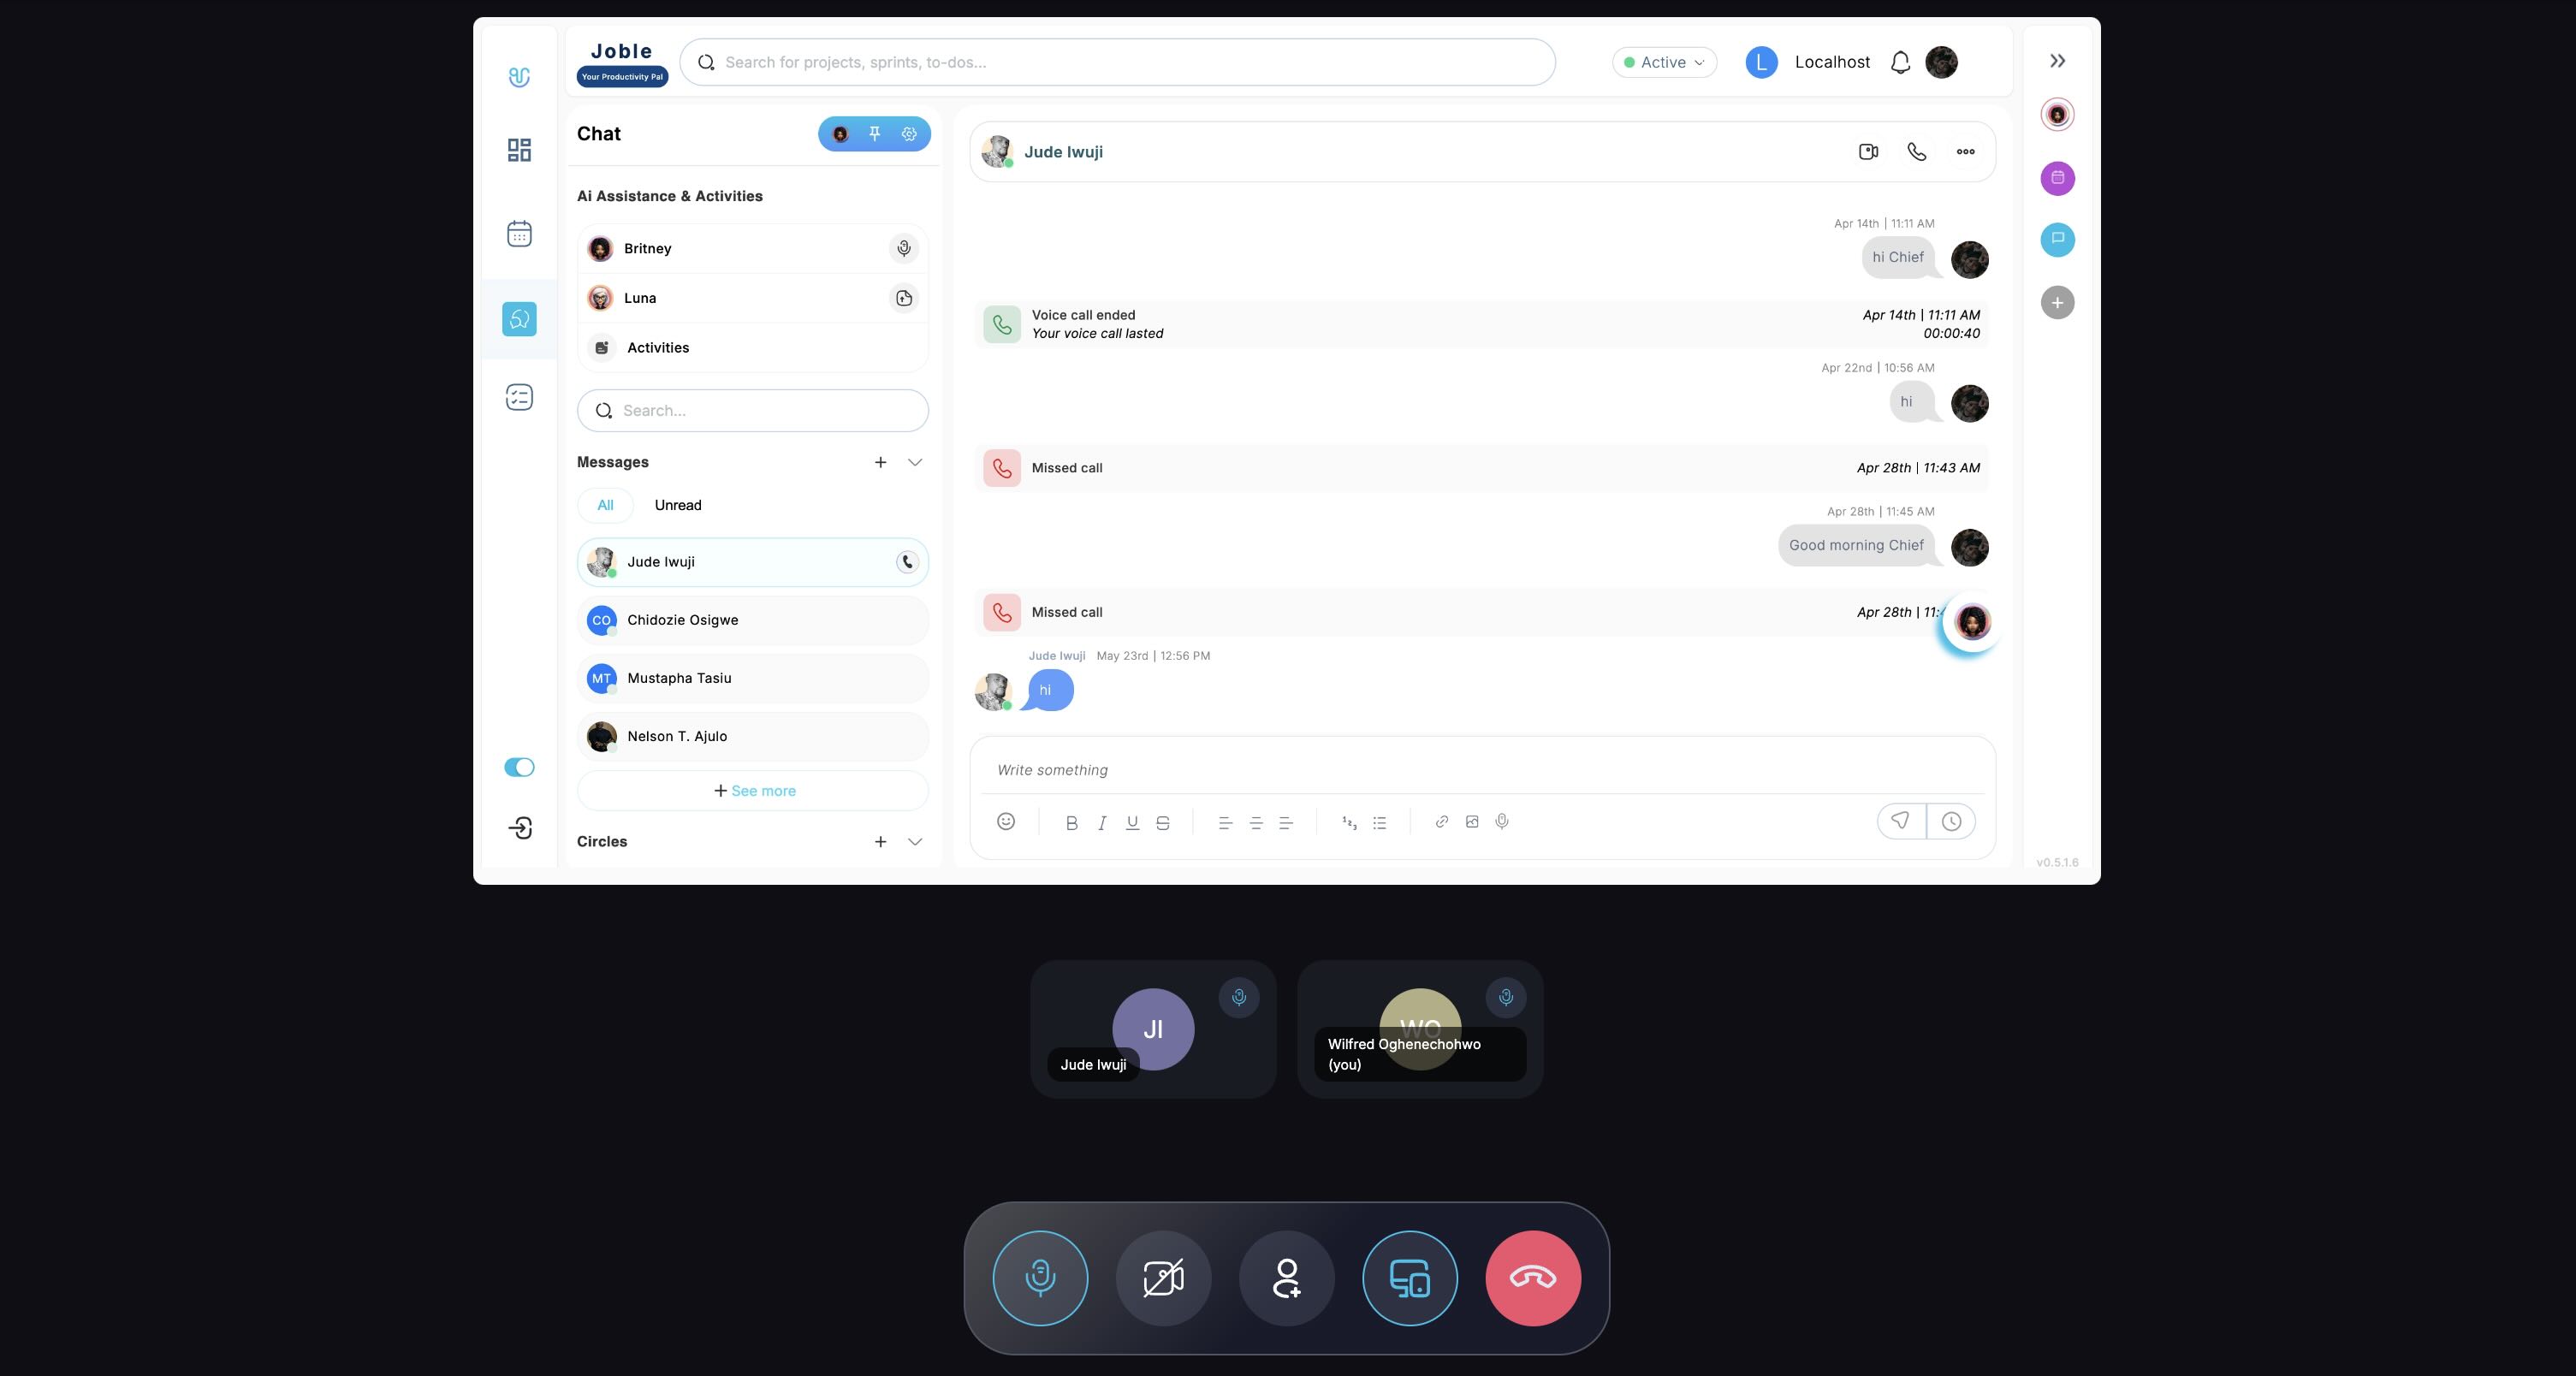 Joble
Your Productivity Pal
Search for projects, sprints, to-dos...
Active
L
Localhost
Chat
Ai Assistance & Activities
Britney
Luna
Activities
Search...
Messages
All
Unread
Jude Iwuji
CO
Chidozie Osigwe
MT
Mustapha Tasiu
Nelson T. Ajulo
+ See more
Circles
Jude Iwuji
Apr 14th | 11:11 AM
hi Chief
Voice call ended
Apr 14th | 11:11 AM
Your voice call lasted
00:00:40
Apr 22nd | 10:56 AM
hi
Missed call
Apr 28th | 11:43 AM
Apr 28th | 11:45 AM
Good morning Chief
Missed call
Apr 28th | 11:
Jude Iwuji May 23rd | 12:56 PM
hi
Write something
B I U S
v0.5.1.6
JI
Jude Iwuji
WO
Wilfred Oghenechohwo
(you)